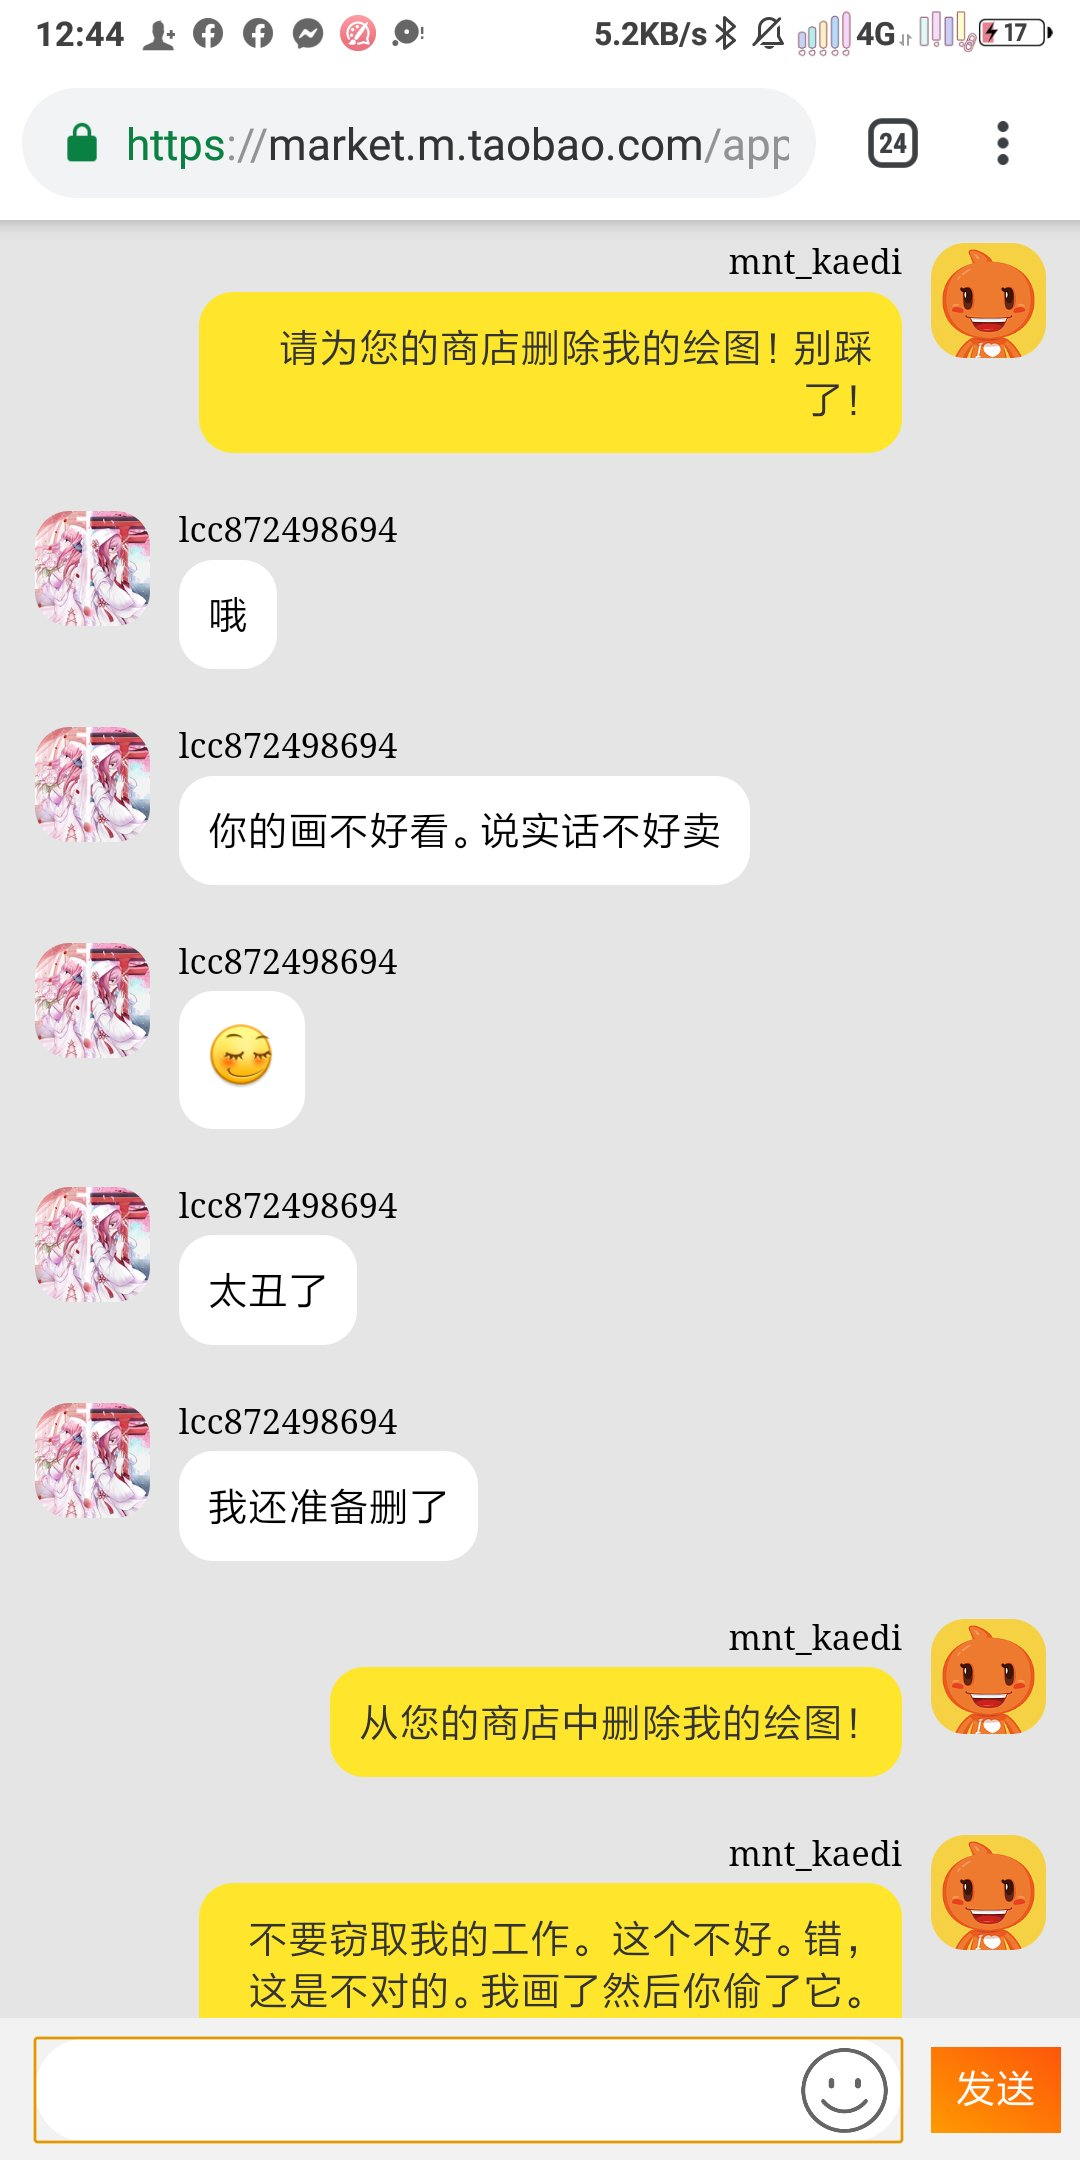 12:44
5.2KB/s 4G 17
https://market.m.taobao.com/app
24
mnt_kaedi
请为您的商店删除我的绘图！别踩
了！
lcc872498694
哦
lcc872498694
你的画不好看。说实话不好卖
lcc872498694
lcc872498694
太丑了
lcc872498694
我还准备删了
mnt_kaedi
从您的商店中删除我的绘图！
mnt_kaedi
不要窃取我的工作。这个不好。错，
这是不对的。我画了然后你偷了它。
发送